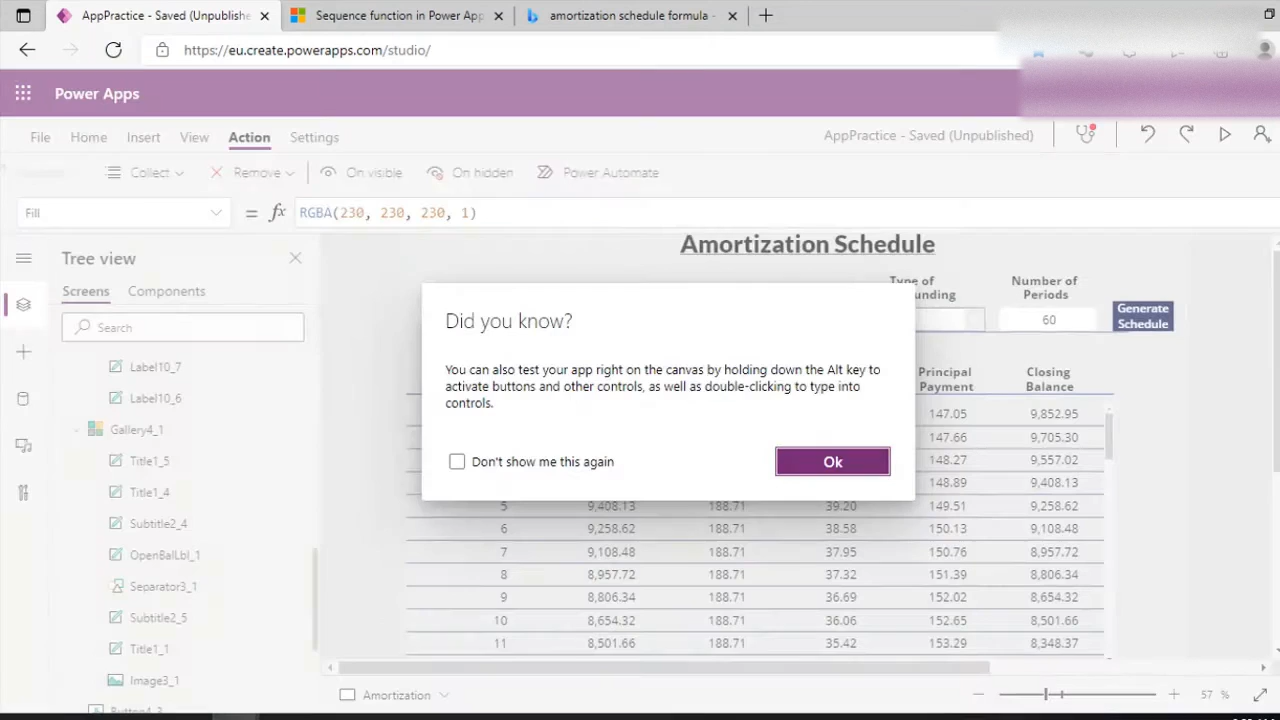 AppPractice - Saved (Unpublishe
Sequence function in Power App
amortization schedule formula -
https://eu.create.powerapps.com/studio/
Power Apps
File Home Insert View Action Settings
AppPractice - Saved (Unpublished)
Collect Remove On visible On hidden Power Automate
Fill = fx RGBA(230, 230, 230, 1)
Tree view
Screens Components
Search
Label10_7
Label10_6
Gallery4_1
Title1_5
Title1_4
Subtitle2_4
OpenBalLbl_1
Separator3_1
Subtitle2_5
Title1_1
Image3_1
Amortization Schedule
Type of
unding
Number of
Periods
60
Generate
Schedule
Principal
Payment
Closing
Balance
147.05 9,852.95
147.66 9,705.30
148.27 9,557.02
148.89 9,408.13
5 9,408.13 188.71 39.20 149.51 9,258.62
6 9,258.62 188.71 38.58 150.13 9,108.48
7 9,108.48 188.71 37.95 150.76 8,957.72
8 8,957.72 188.71 37.32 151.39 8,806.34
9 8,806.34 188.71 36.69 152.02 8,654.32
10 8,654.32 188.71 36.06 152.65 8,501.66
11 8,501.66 188.71 35.42 153.29 8,348.37
Did you know?
You can also test your app right on the canvas by holding down the Alt key to
activate buttons and other controls, as well as double-clicking to type into
controls.
Don't show me this again
Ok
Amortization
57 %